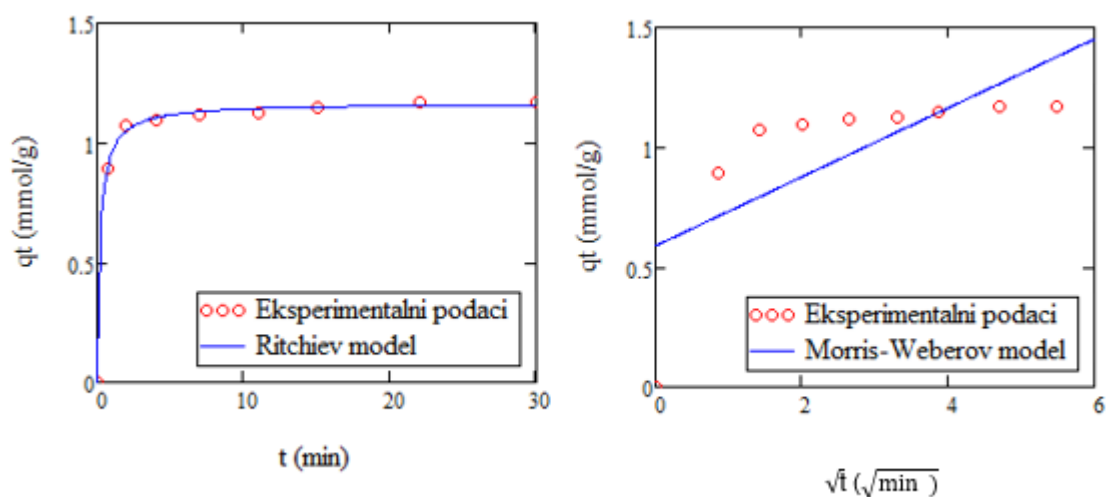 1.5
1
0.5
0
qt (mmol/g)
Eksperimentalni podaci
Ritchiev model
0
10
20
30
t (min)
1.5
1
0.5
0
qt (mmol/g)
Eksperimentalni podaci
Morris-Weberov model
0
2
4
6
√t (√min )